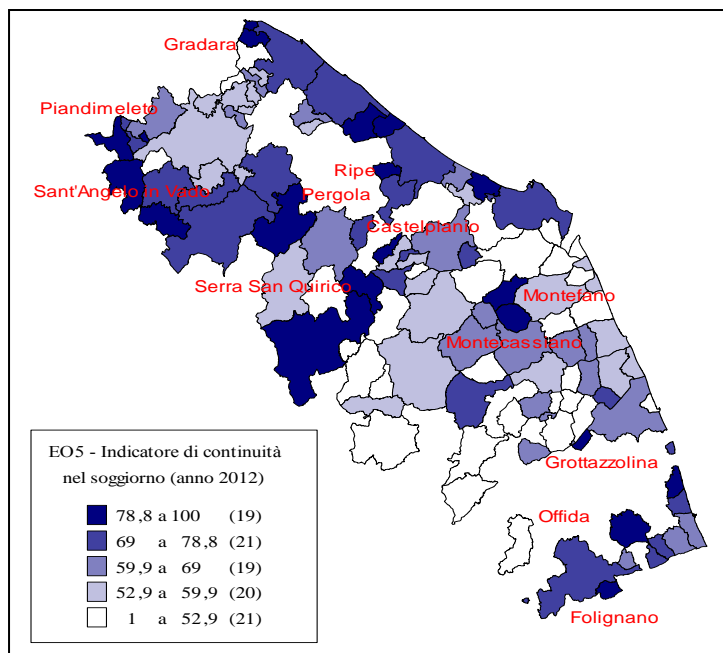 Gradara
Piandimeleto
Ripe
Sant'Angelo in Vado
Pergola
Castelplanio
Serra San Quirico
Montefano
Montecassiano
Grottazzolina
Offida
Folignano
EO5 - Indicatore di continuità
nel soggiorno (anno 2012)
78,8 a 100 (19)
69 a 78,8 (21)
59,9 a 69 (19)
52,9 a 59,9 (20)
1 a 52,9 (21)